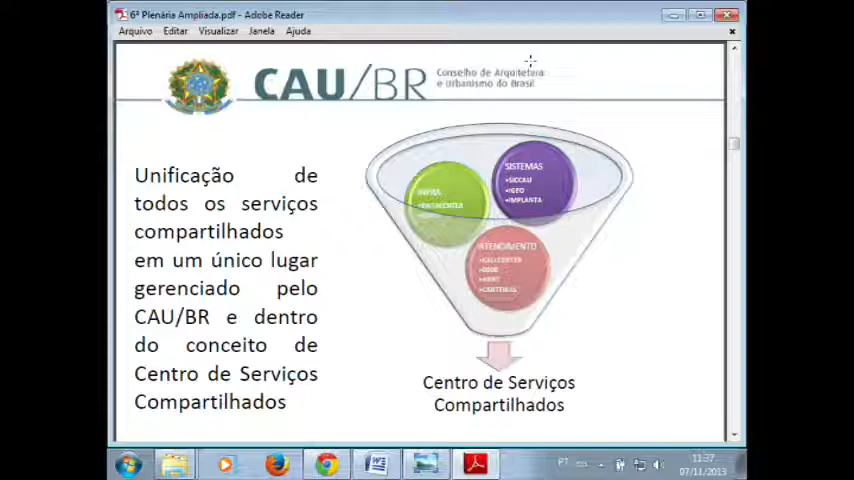 6ª Plenária Ampliada.pdf - Adobe Reader
Arquivo Editar Visualizar Janela Ajuda
CAU/BR
Conselho de Arquitetura
e Urbanismo do Brasil
Unificação de
todos os serviços
compartilhados
em um único lugar
gerenciado pelo
CAU/BR e dentro
do conceito de
Centro de Serviços
Compartilhados
SISTEMAS
•SICCAU
•IGEO
•IMPLANTA
INFRA
•DATACENTER
ATENDIMENTO
•CALLCENTER
Centro de Serviços
Compartilhados
PT
11:37
07/11/2013